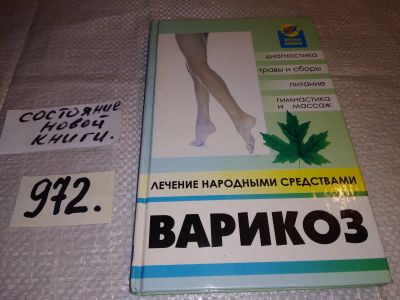 состояние
новой
книги.
972.
диагностика
травы и сборы
питание
гимнастика
и массаж
ЛЕЧЕНИЕ НАРОДНЫМИ СРЕДСТВАМИ
ВАРИКОЗ